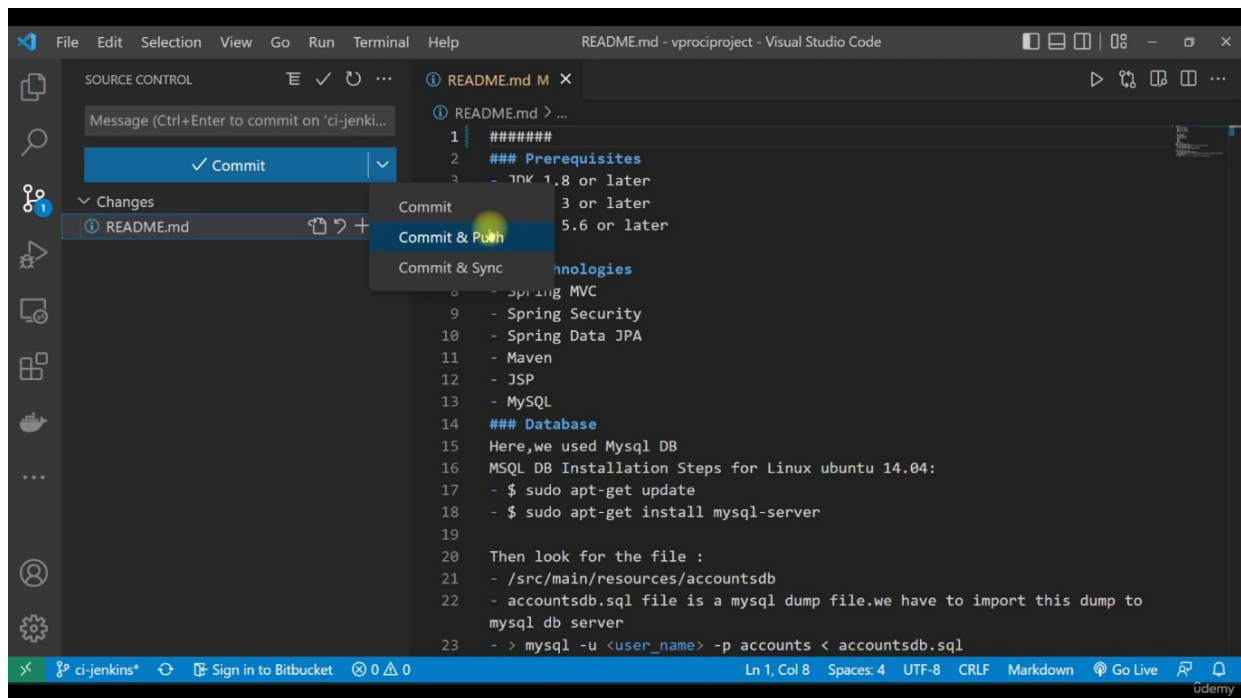 File Edit Selection View Go Run Terminal Help README.md - vprociproject - Visual Studio Code
SOURCE CONTROL
Message (Ctrl+Enter to commit on 'ci-jenki...
Commit
Changes
README.md
1
Commit
Commit & Push
Commit & Sync
README.md M
README.md > ...
1 #######
2 ### Prerequisites
3 - JDK 1.8 or later
3 or later
5.6 or later
hnologies
8 - Spring MVC
9 - Spring Security
10 - Spring Data JPA
11 - Maven
12 - JSP
13 - MySQL
14 ### Database
15 Here,we used Mysql DB
16 MSQL DB Installation Steps for Linux ubuntu 14.04:
17 - $ sudo apt-get update
18 - $ sudo apt-get install mysql-server
19
20 Then look for the file :
21 - /src/main/resources/accountsdb
22 - accountsdb.sql file is a mysql dump file.we have to import this dump to
mysql db server
23 - > mysql -u <user_name> -p accounts < accountsdb.sql
ci-jenkins* Sign in to Bitbucket 0 0 Ln 1, Col 8 Spaces: 4 UTF-8 CRLF Markdown Go Live
ûdemy